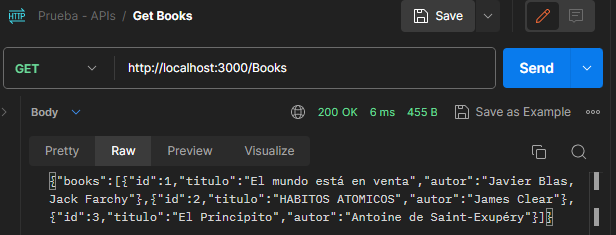 HTTP Prueba - APIs / Get Books Save
GET http://localhost:3000/Books Send
Body 200 OK 6 ms 455 B Save as Example
Pretty Raw Preview Visualize
{"books":[{"id":1,"titulo":"El mundo está en venta","autor":"Javier Blas,
Jack Farchy"},{"id":2,"titulo":"HABITOS ATOMICOS","autor":"James Clear"},
{"id":3,"titulo":"El Principito","autor":"Antoine de Saint-Exupéry"}]}